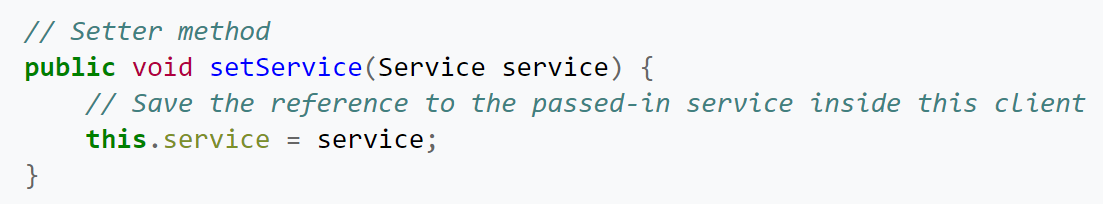 // Setter method
public void setService(Service service) {
    // Save the reference to the passed-in service inside this client
    this.service = service;
}